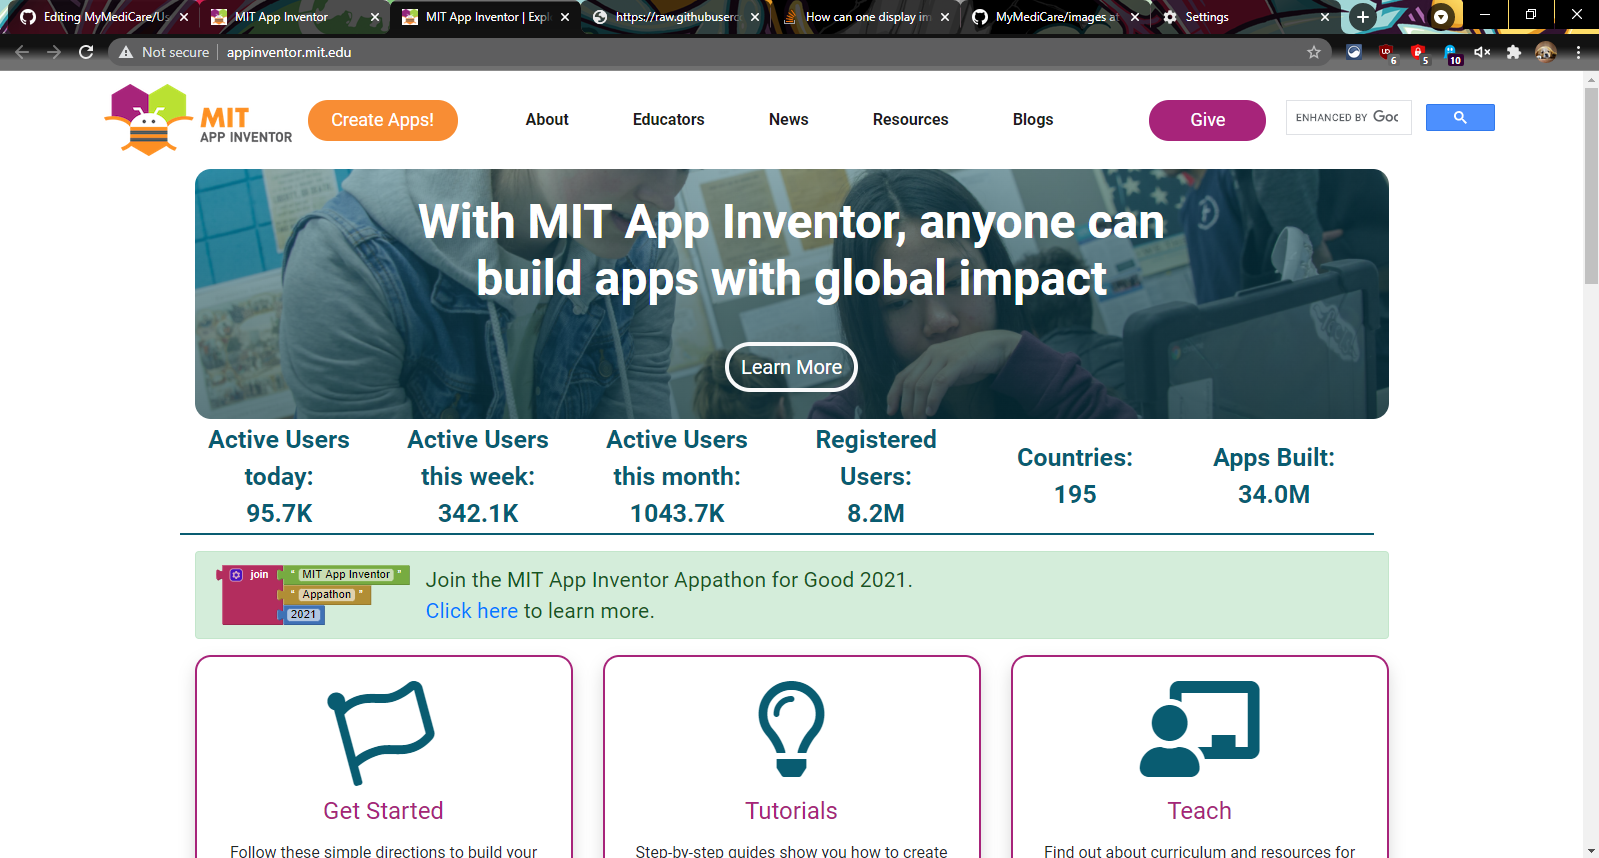 Editing MyMediCare/Us
MIT App Inventor
MIT App Inventor | Expl
https://raw.githubuserc
How can one display im
MyMediCare/images at
Settings
Not secure
appinventor.mit.edu
6
5
10
MIT
APP INVENTOR
Create Apps!
About
Educators
News
Resources
Blogs
Give
ENHANCED BY Goo
With MIT App Inventor, anyone can
build apps with global impact
Learn More
Active Users
today:
95.7K
Active Users
this week:
342.1K
Active Users
this month:
1043.7K
Registered
Users:
8.2M
Countries:
195
Apps Built:
34.0M
join
" MIT App Inventor "
" Appathon "
2021
Join the MIT App Inventor Appathon for Good 2021.
Click here to learn more.
Get Started
Follow these simple directions to build your
Tutorials
Step-by-step guides show you how to create
Teach
Find out about curriculum and resources for